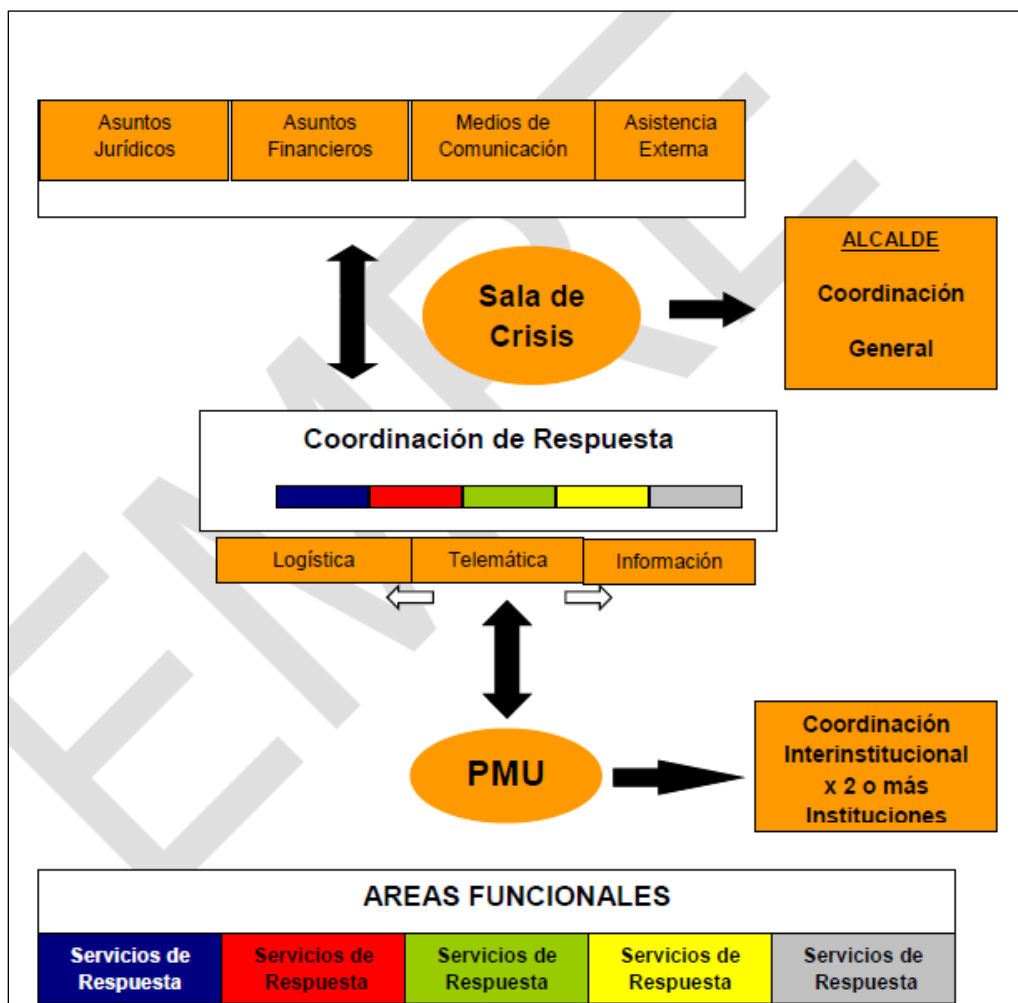 Asuntos
Jurídicos
Asuntos
Financieros
Medios de
Comunicación
Asistencia
Externa
ALCALDE
Coordinación
General
Sala de
Crisis
Coordinación de Respuesta
Logística
Telemática
Información
PMU
Coordinación
Interinstitucional
x 2 o más
Instituciones
AREAS FUNCIONALES
Servicios de
Respuesta
Servicios de
Respuesta
Servicios de
Respuesta
Servicios de
Respuesta
Servicios de
Respuesta
EMRE